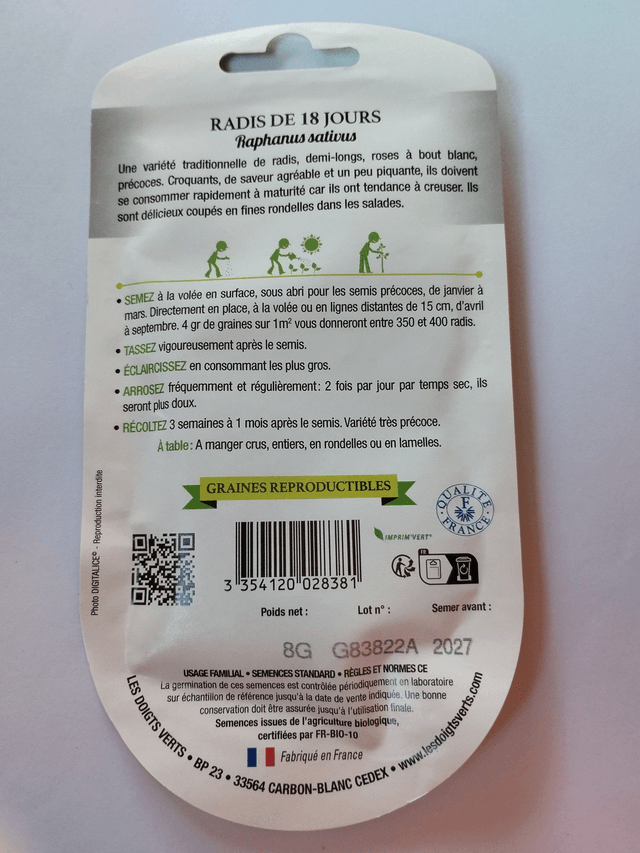 RADIS DE 18 JOURS
Raphanus sativus
Une variété traditionnelle de radis, demi-longs, roses à bout blanc,
précoces. Croquants, de saveur agréable et un peu piquante, ils doivent
se consommer rapidement à maturité car ils ont tendance à creuser. Ils
sont délicieux coupés en fines rondelles dans les salades.
• SEMEZ à la volée en surface, sous abri pour les semis précoces, de janvier à
mars. Directement en place, à la volée ou en lignes distantes de 15 cm, d'avril
à septembre. 4 gr de graines sur 1m² vous donneront entre 350 et 400 radis.
• TASSEZ vigoureusement après le semis.
• ÉCLAIRCISSEZ en consommant les plus gros.
• ARROSEZ fréquemment et régulièrement: 2 fois par jour par temps sec, ils
seront plus doux.
• RÉCOLTEZ 3 semaines à 1 mois après le semis. Variété très précoce.
À table: A manger crus, entiers, en rondelles ou en lamelles.
GRAINES REPRODUCTIBLES
QUALITÉ
F
FRANCE
Photo DIGITALICE® - Reproduction interdite
IMPRIM'VERT®
FR
3 354120 028381
Poids net : Lot n° : Semer avant :
8G G83822A 2027
USAGE FAMILIAL • SEMENCES STANDARD • RÈGLES ET NORMES CE
La germination de ces semences est contrôlée périodiquement en laboratoire
sur échantillon de référence jusqu'à la date de vente indiquée. Une bonne
conservation doit être assurée jusqu'à l'utilisation finale.
Semences issues de l'agriculture biologique,
certifiées par FR-BIO-10
Fabriqué en France
LES DOIGTS VERTS • BP 23 • 33564 CARBON-BLANC CEDEX • www.lesdoigtsverts.com